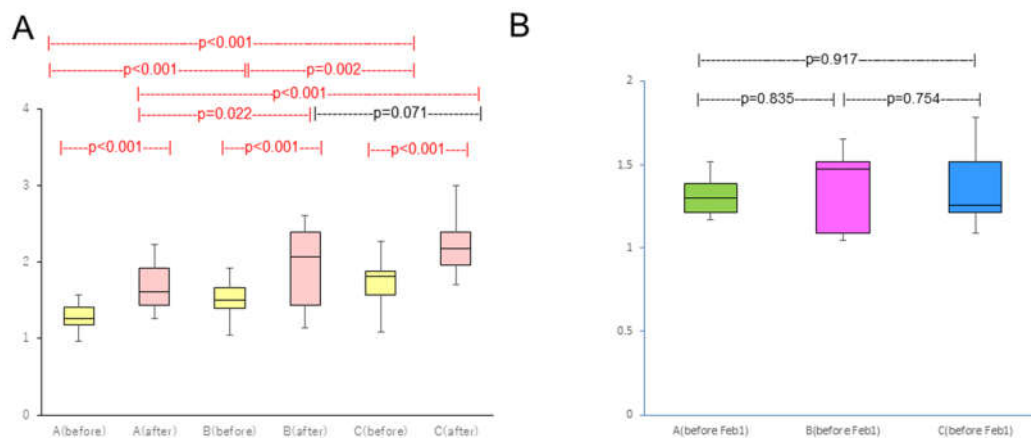 A
p<0.001
p<0.001 p=0.002
p<0.001
p=0.022 p=0.071
p<0.001 p<0.001 p<0.001
4
3
2
1
0
A(before) A(after) B(before) B(after) C(before) C(after)
B
p=0.917
2
p=0.835 p=0.754
1.5
1
0.5
0
A(before Feb1) B(before Feb1) C(before Feb1)